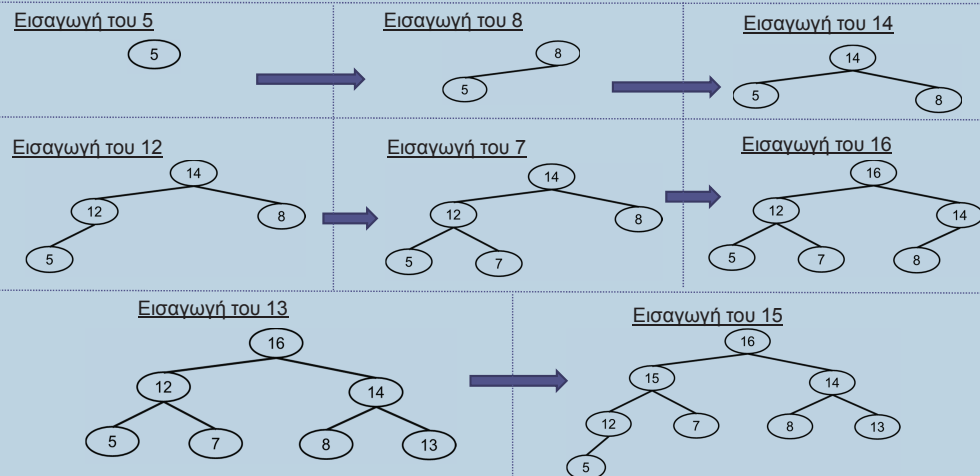 Εισαγωγή του 5
5
Εισαγωγή του 8
8
5
Εισαγωγή του 14
14
5 8
Εισαγωγή του 12
14
12 8
5
Εισαγωγή του 7
14
12 8
5 7
Εισαγωγή του 16
16
12 14
5 7 8
Εισαγωγή του 13
16
12 14
5 7 8 13
Εισαγωγή του 15
16
15 14
12 7 8 13
5